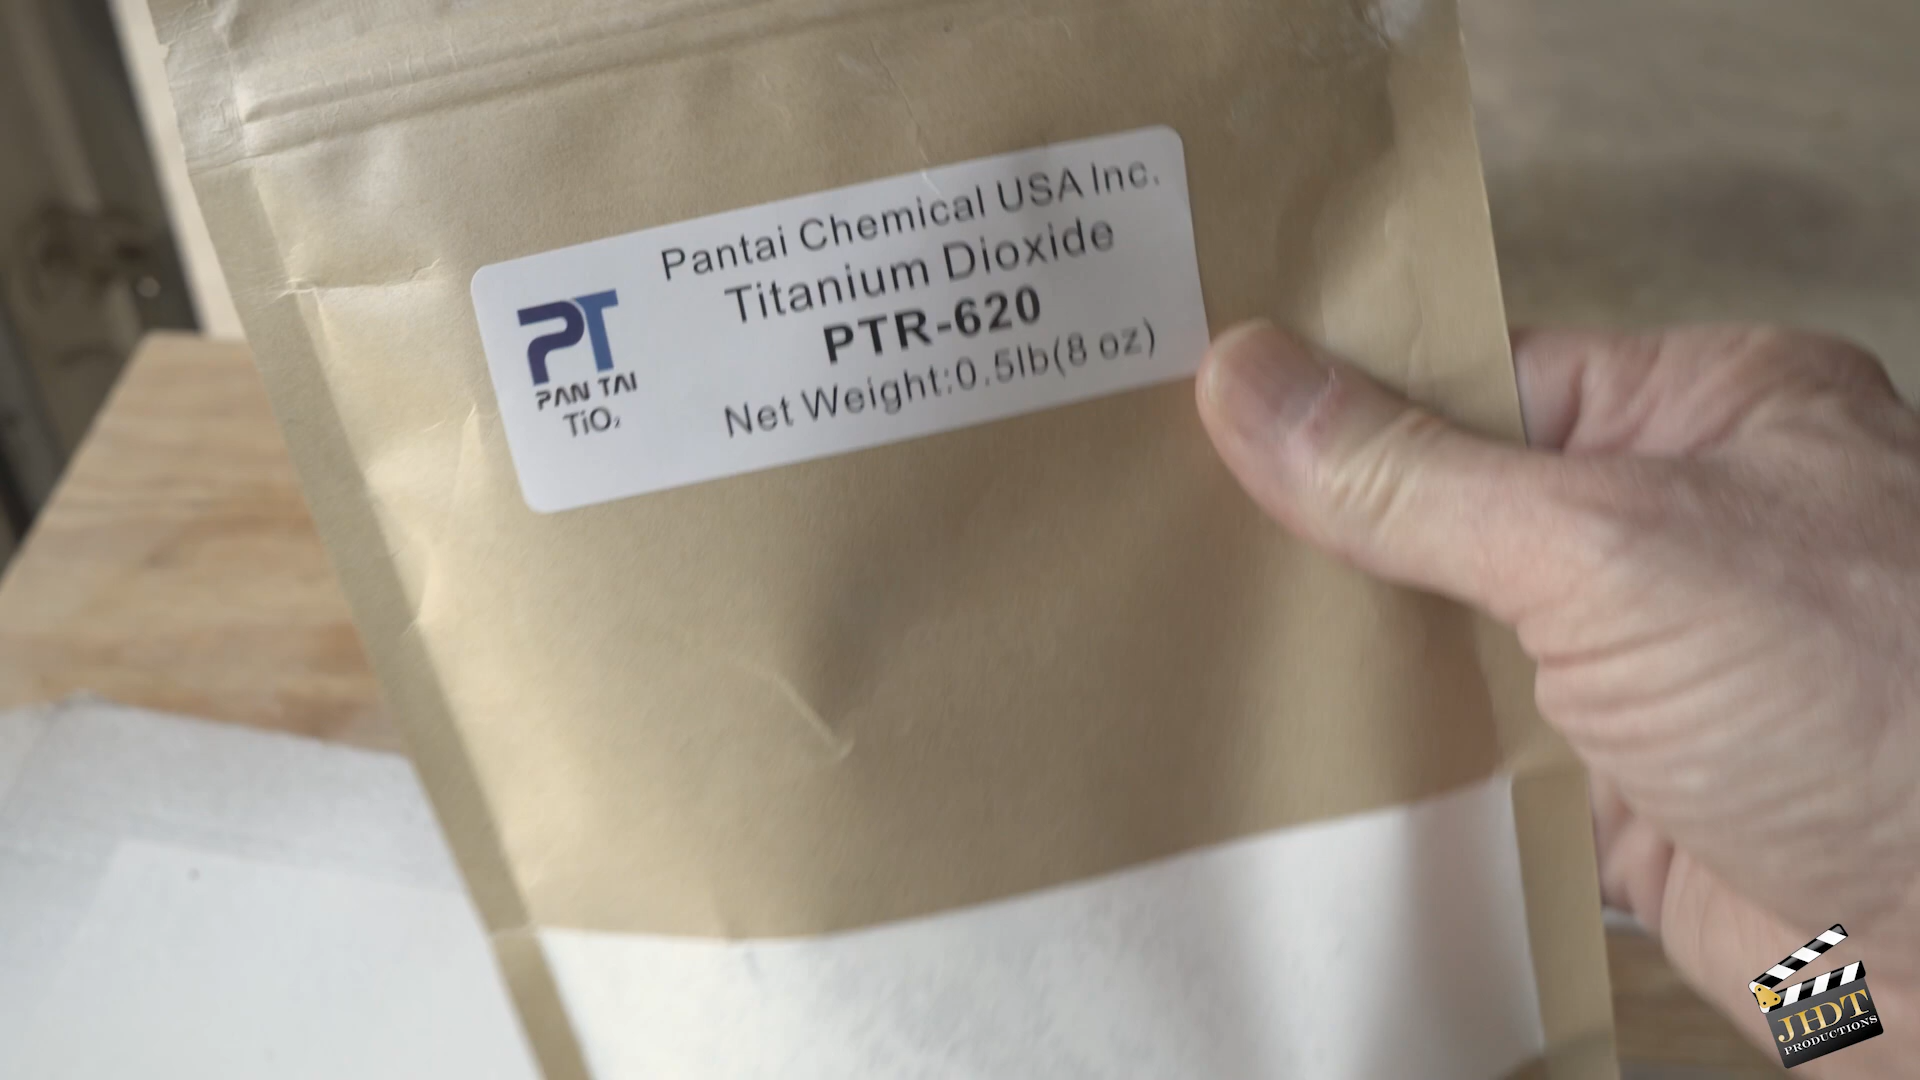 Pantai Chemical USA Inc.
Titanium Dioxide
PTR-620
Net Weight:0.5lb(8 oz)
PT
PAN TAI
TiO₂
JHDT
PRODUCTIONS